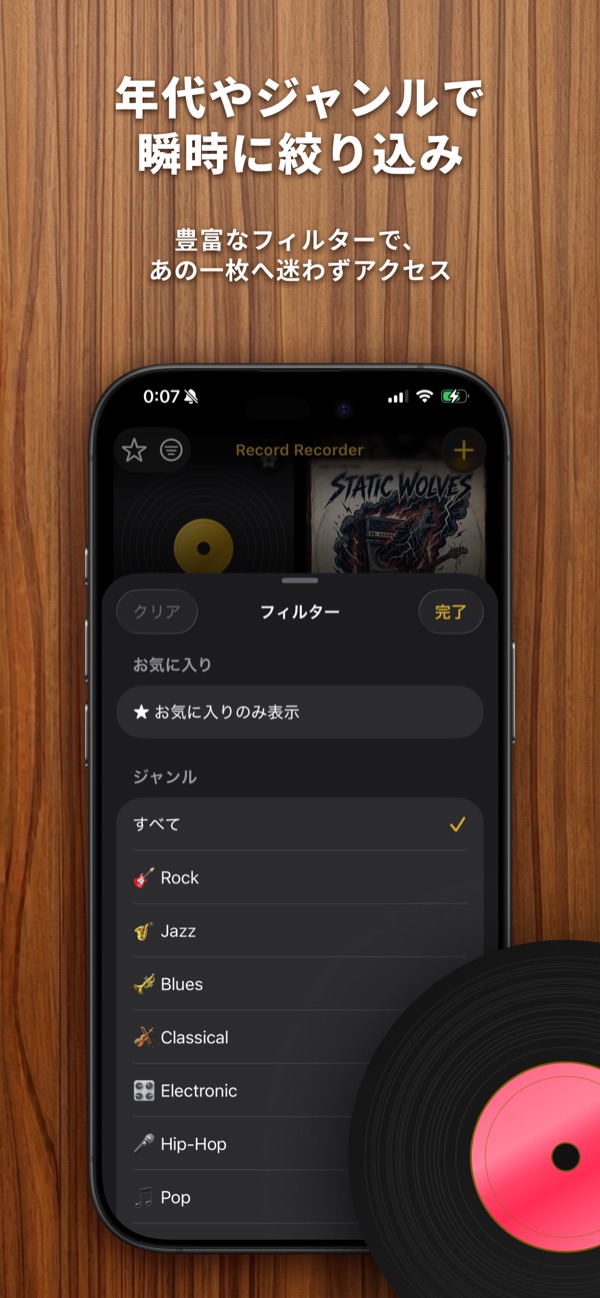 年代やジャンルで
瞬時に絞り込み
豊富なフィルターで、
あの一枚へ迷わずアクセス
0:07
Record Recorder
STATIC WOLVES
クリア
フィルター
完了
お気に入り
★ お気に入りのみ表示
ジャンル
すべて
Rock
Jazz
Blues
Classical
Electronic
Hip-Hop
Pop